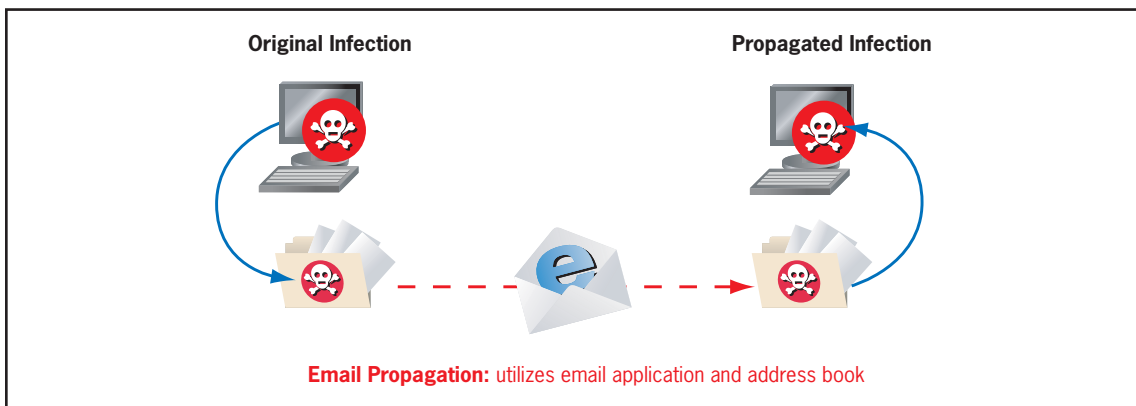 Original Infection
Propagated Infection
e
Email Propagation: utilizes email application and address book